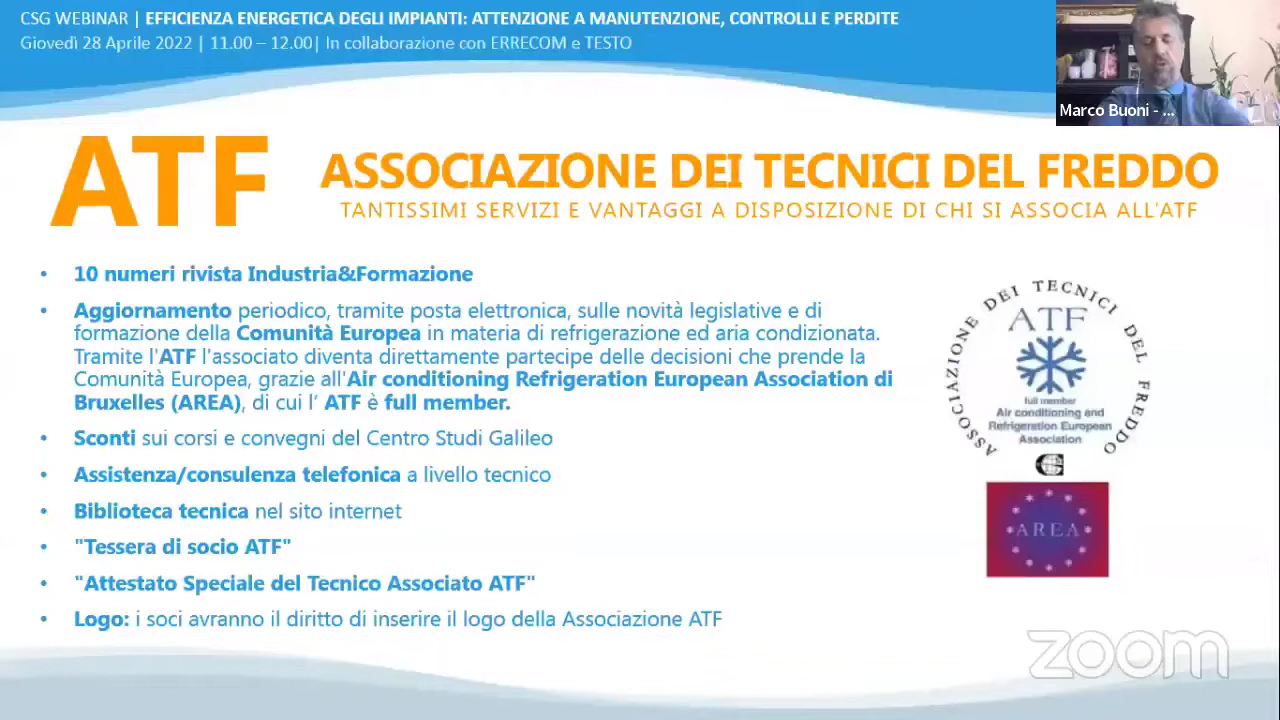 CSG WEBINAR | EFFICIENZA ENERGETICA DEGLI IMPIANTI: ATTENZIONE A MANUTENZIONE, CONTROLLI E PERDITE
Giovedì 28 Aprile 2022 | 11.00 – 12.00| In collaborazione con ERRECOM e TESTO
Marco Buoni - ...
ATF
ASSOCIAZIONE DEI TECNICI DEL FREDDO
TANTISSIMI SERVIZI E VANTAGGI A DISPOSIZIONE DI CHI SI ASSOCIA ALL'ATF
• 10 numeri rivista Industria&Formazione
• Aggiornamento periodico, tramite posta elettronica, sulle novità legislative e di
formazione della Comunità Europea in materia di refrigerazione ed aria condizionata.
Tramite l'ATF l'associato diventa direttamente partecipe delle decisioni che prende la
Comunità Europea, grazie all'Air conditioning Refrigeration European Association di
Bruxelles (AREA), di cui l’ ATF è full member.
• Sconti sui corsi e convegni del Centro Studi Galileo
• Assistenza/consulenza telefonica a livello tecnico
• Biblioteca tecnica nel sito internet
• "Tessera di socio ATF"
• "Attestato Speciale del Tecnico Associato ATF"
• Logo: i soci avranno il diritto di inserire il logo della Associazione ATF
ASSOCIAZIONE DEI TECNICI DEL FREDDO
ATF
full member
Air conditioning and
Refrigeration European
Association
AREA
zoom